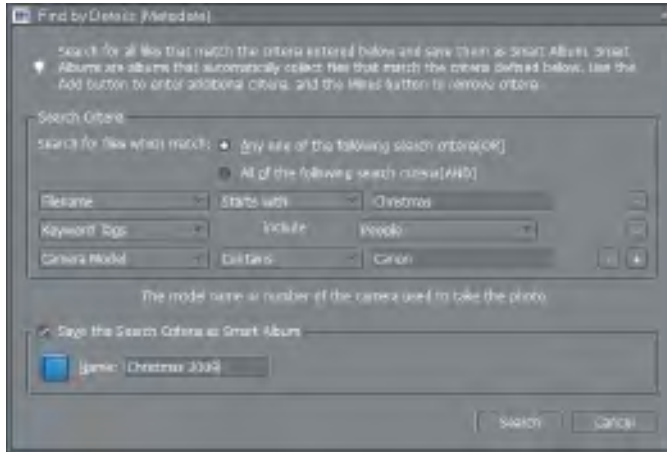 Find by Details (Metadata)
Search for all files that match the criteria entered below and save them as Smart Album. Smart
Albums are albums that automatically collect files that match the criteria defined below. Use the
Add button to enter additional criteria, and the Minus button to remove criteria.
Search Criteria
Search for files which match: Any one of the following search criteria[OR]
All of the following search criteria[AND]
Filename Starts with Christmas -
Keyword Tags Include People -
Camera Model Contains Canon - +
The model name or number of the camera used to take the photo.
Save the Search Criteria as Smart Album
Name: Christmas 2009
Search Cancel